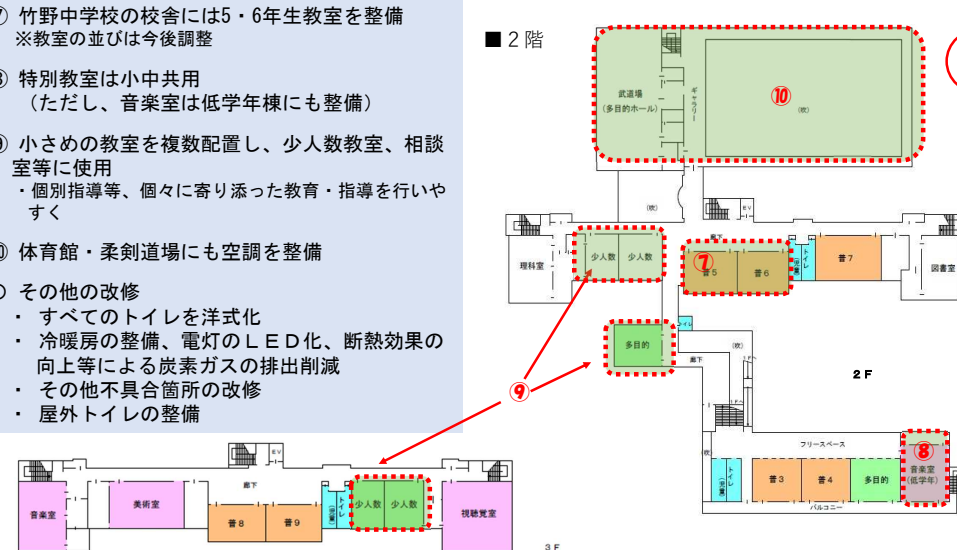 ⑦ 竹野中学校の校舎には5・6年生教室を整備
※教室の並びは今後調整
⑧ 特別教室は小中共用
（ただし、音楽室は低学年棟にも整備）
⑨ 小さめの教室を複数配置し、少人数教室、相談
室等に使用
・個別指導等、個々に寄り添った教育・指導を行いや
すく
⑩ 体育館・柔剣道場にも空調を整備
○ その他の改修
・ すべてのトイレを洋式化
・ 冷暖房の整備、電灯のＬＥＤ化、断熱効果の
向上等による炭素ガスの排出削減
・ その他不具合箇所の改修
・ 屋外トイレの整備
■２階
武道場
(多目的ホール)
ギャラリー
⑩
(吹)
(吹)
EV
廊下
理科室
少人数
少人数
⑦
普5
普6
トイレ
(児童)
普7
図書室
多目的
トイレ
廊下
(吹)
1Fへ
1Fへ
2F
⑨
フリースペース
(吹)
トイレ
(児童)
普3
普4
多目的
⑧
音楽室
(低学年)
バルコニー
EV
廊下
音楽室
美術室
普8
普9
トイレ
少人数
少人数
視聴覚室
3F